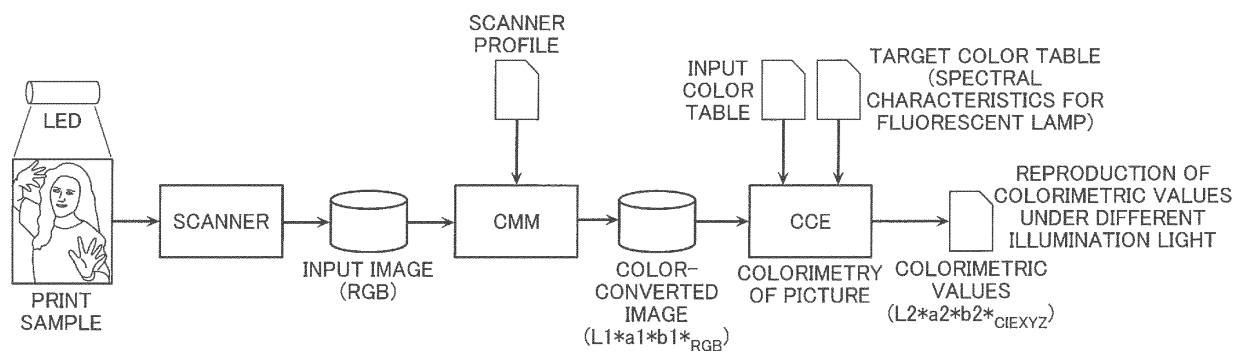 SCANNER
PROFILE
INPUT
COLOR
TABLE
TARGET COLOR TABLE
(SPECTRAL
CHARACTERISTICS FOR
FLUORESCENT LAMP)
LED
REPRODUCTION OF
COLORIMETRIC VALUES
UNDER DIFFERENT
ILLUMINATION LIGHT
SCANNER
CMM
CCE
PRINT
SAMPLE
INPUT IMAGE
(RGB)
COLOR-
CONVERTED
IMAGE
(L1*a1*b1*RGB)
COLORIMETRY
OF PICTURE
COLORIMETRIC
VALUES
(L2*a2*b2*CIEXYZ)